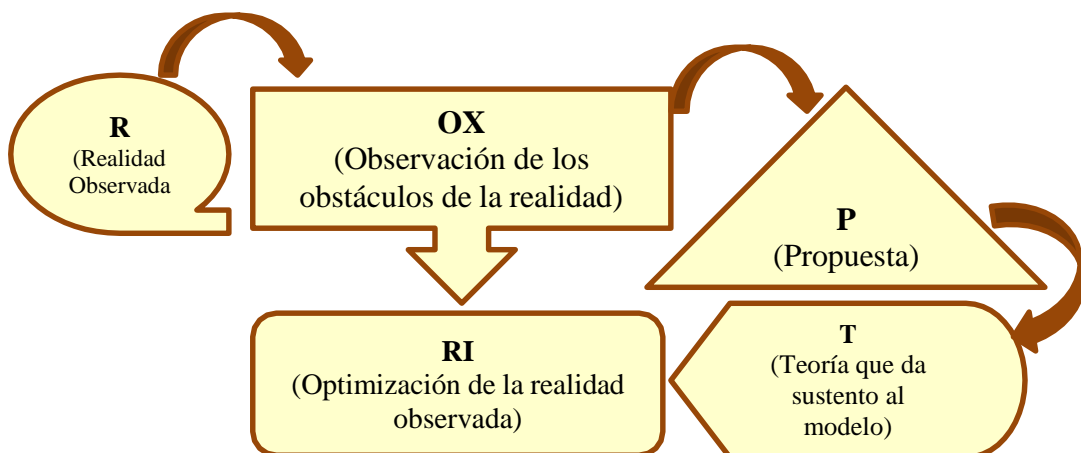 R
(Realidad
Observada
OX
(Observación de los
obstáculos de la realidad)
P
(Propuesta)
T
(Teoría que da
sustento al
modelo)
RI
(Optimización de la realidad
observada)